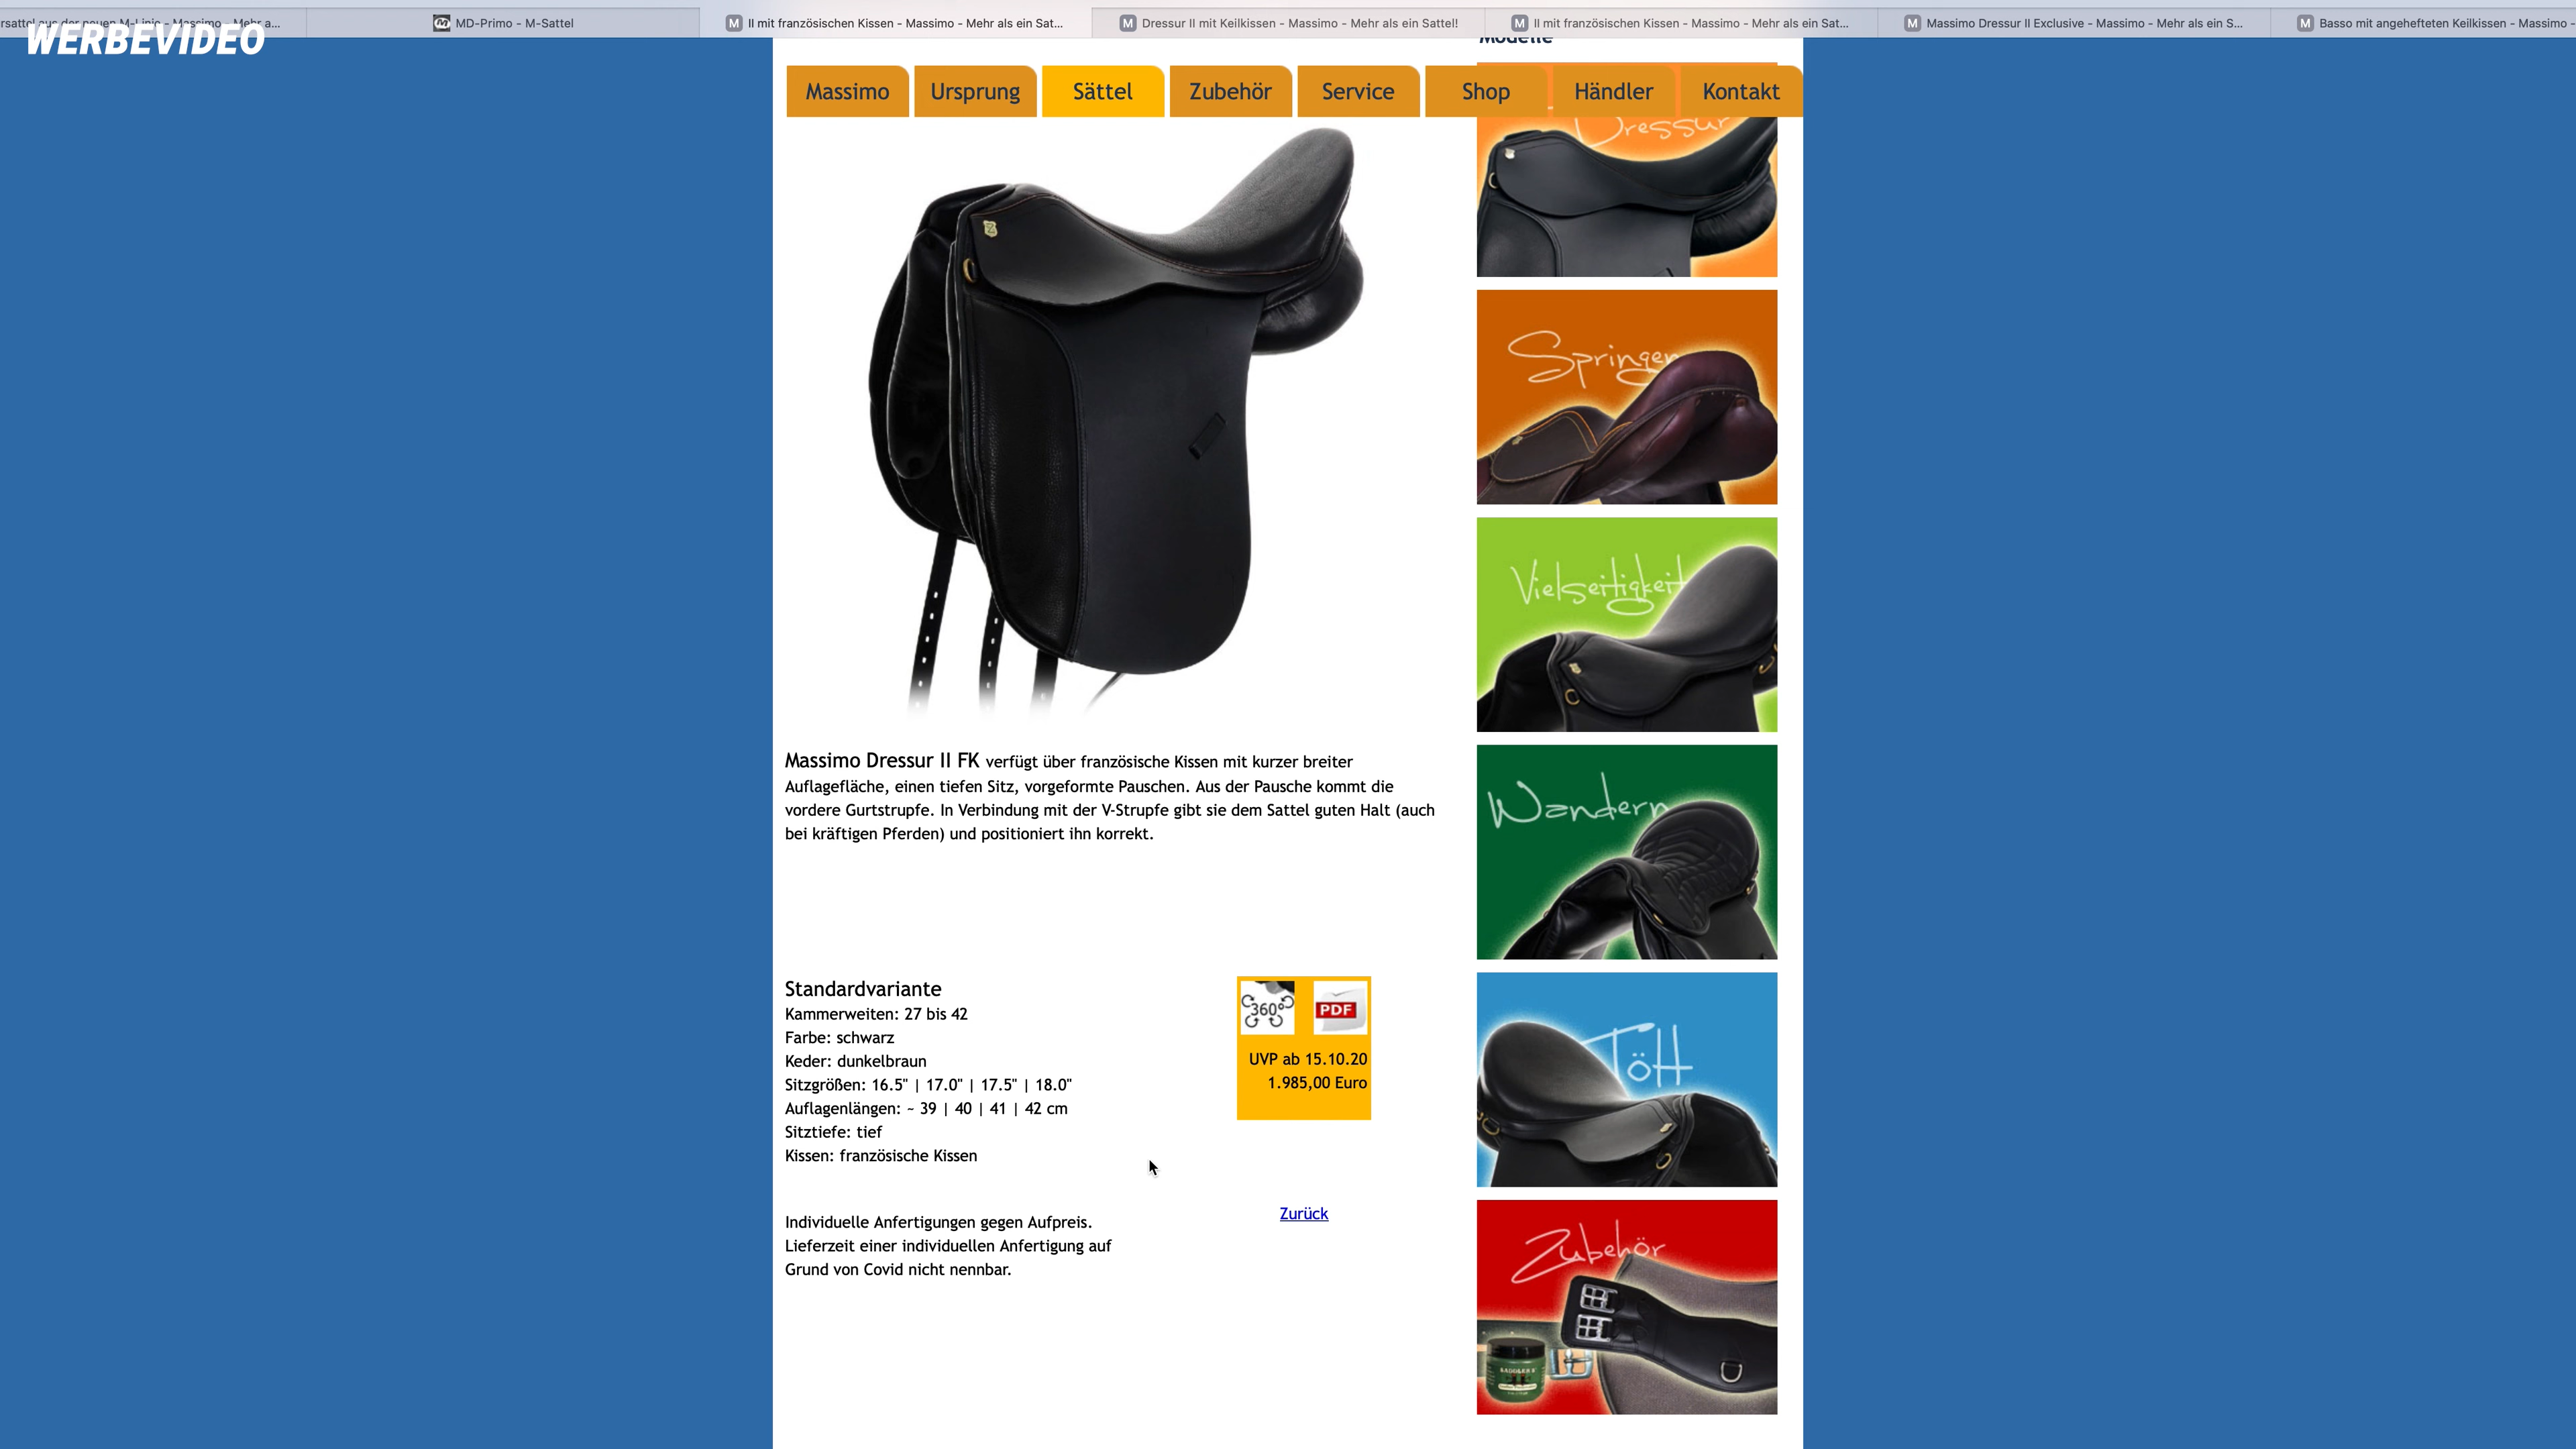 rsattel aus der neuen M-Linie - Massimo - Mehr a...
MD-Primo - M-Sattel
II mit französischen Kissen - Massimo - Mehr als ein Sat...
Dressur II mit Keilkissen - Massimo - Mehr als ein Sattel!
II mit französischen Kissen - Massimo - Mehr als ein Sat...
Massimo Dressur II Exclusive - Massimo - Mehr als ein S...
Basso mit angehefteten Keilkissen - Massimo -
WERBEVIDEO
Modelle
Massimo
Ursprung
Sättel
Zubehör
Service
Shop
Händler
Kontakt
Dressur
Springen
Vielseitigkeit
Wandern
Tölt
Zubehör
Massimo Dressur II FK verfügt über französische Kissen mit kurzer breiter
Auflagefläche, einen tiefen Sitz, vorgeformte Pauschen. Aus der Pausche kommt die
vordere Gurtstrupfe. In Verbindung mit der V-Strupfe gibt sie dem Sattel guten Halt (auch
bei kräftigen Pferden) und positioniert ihn korrekt.
Standardvariante
Kammerweiten: 27 bis 42
Farbe: schwarz
Keder: dunkelbraun
Sitzgrößen: 16.5" | 17.0" | 17.5" | 18.0"
Auflagenlängen: ~ 39 | 40 | 41 | 42 cm
Sitztiefe: tief
Kissen: französische Kissen
360°
PDF
UVP ab 15.10.20
1.985,00 Euro
Zurück
Individuelle Anfertigungen gegen Aufpreis.
Lieferzeit einer individuellen Anfertigung auf
Grund von Covid nicht nennbar.